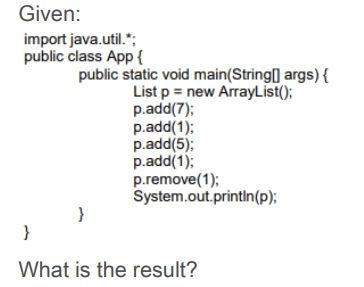 Given:
import java.util.*;
public class App {
public static void main(String[] args) {
List p = new ArrayList();
p.add(7);
p.add(1);
p.add(5);
p.add(1);
p.remove(1);
System.out.println(p);
}
}
What is the result?